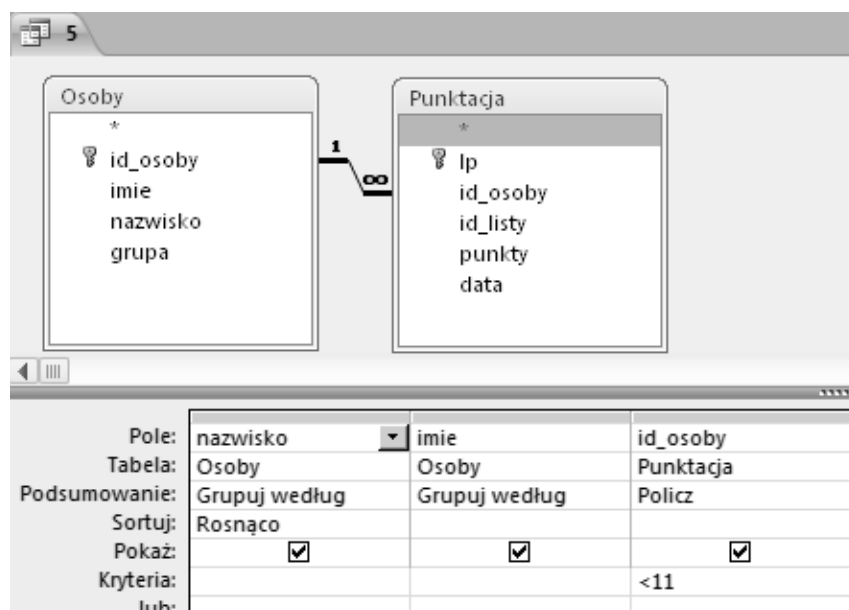 5
Osoby
*
id_osoby
imie
nazwisko
grupa
1
∞
Punktacja
*
lp
id_osoby
id_listy
punkty
data
Pole: nazwisko imie id_osoby
Tabela: Osoby Osoby Punktacja
Podsumowanie: Grupuj według Grupuj według Policz
Sortuj: Rosnąco
Pokaż:
Kryteria: <11
lub: